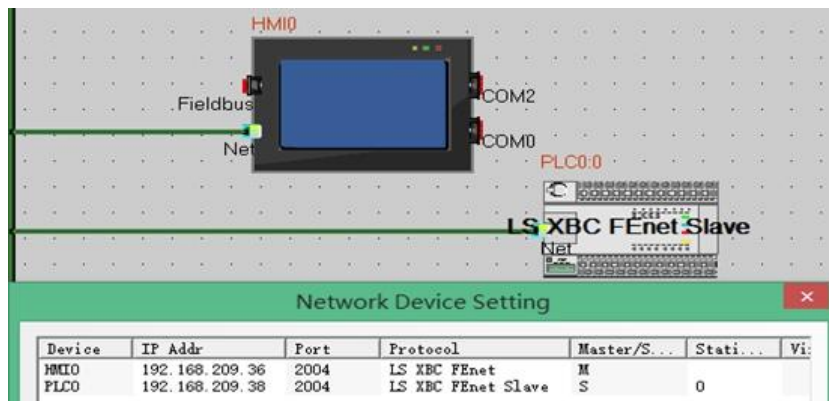 HMI0
Fieldbus
COM2
Net
COM0
PLC0:0
LS XBC FEnet Slave
Net
Network Device Setting
×
Device IP Addr Port Protocol Master/S... Stati... Vi:
HMI0 192.168.209.36 2004 LS XBC FEnet M
PLC0 192.168.209.38 2004 LS XBC FEnet Slave S 0